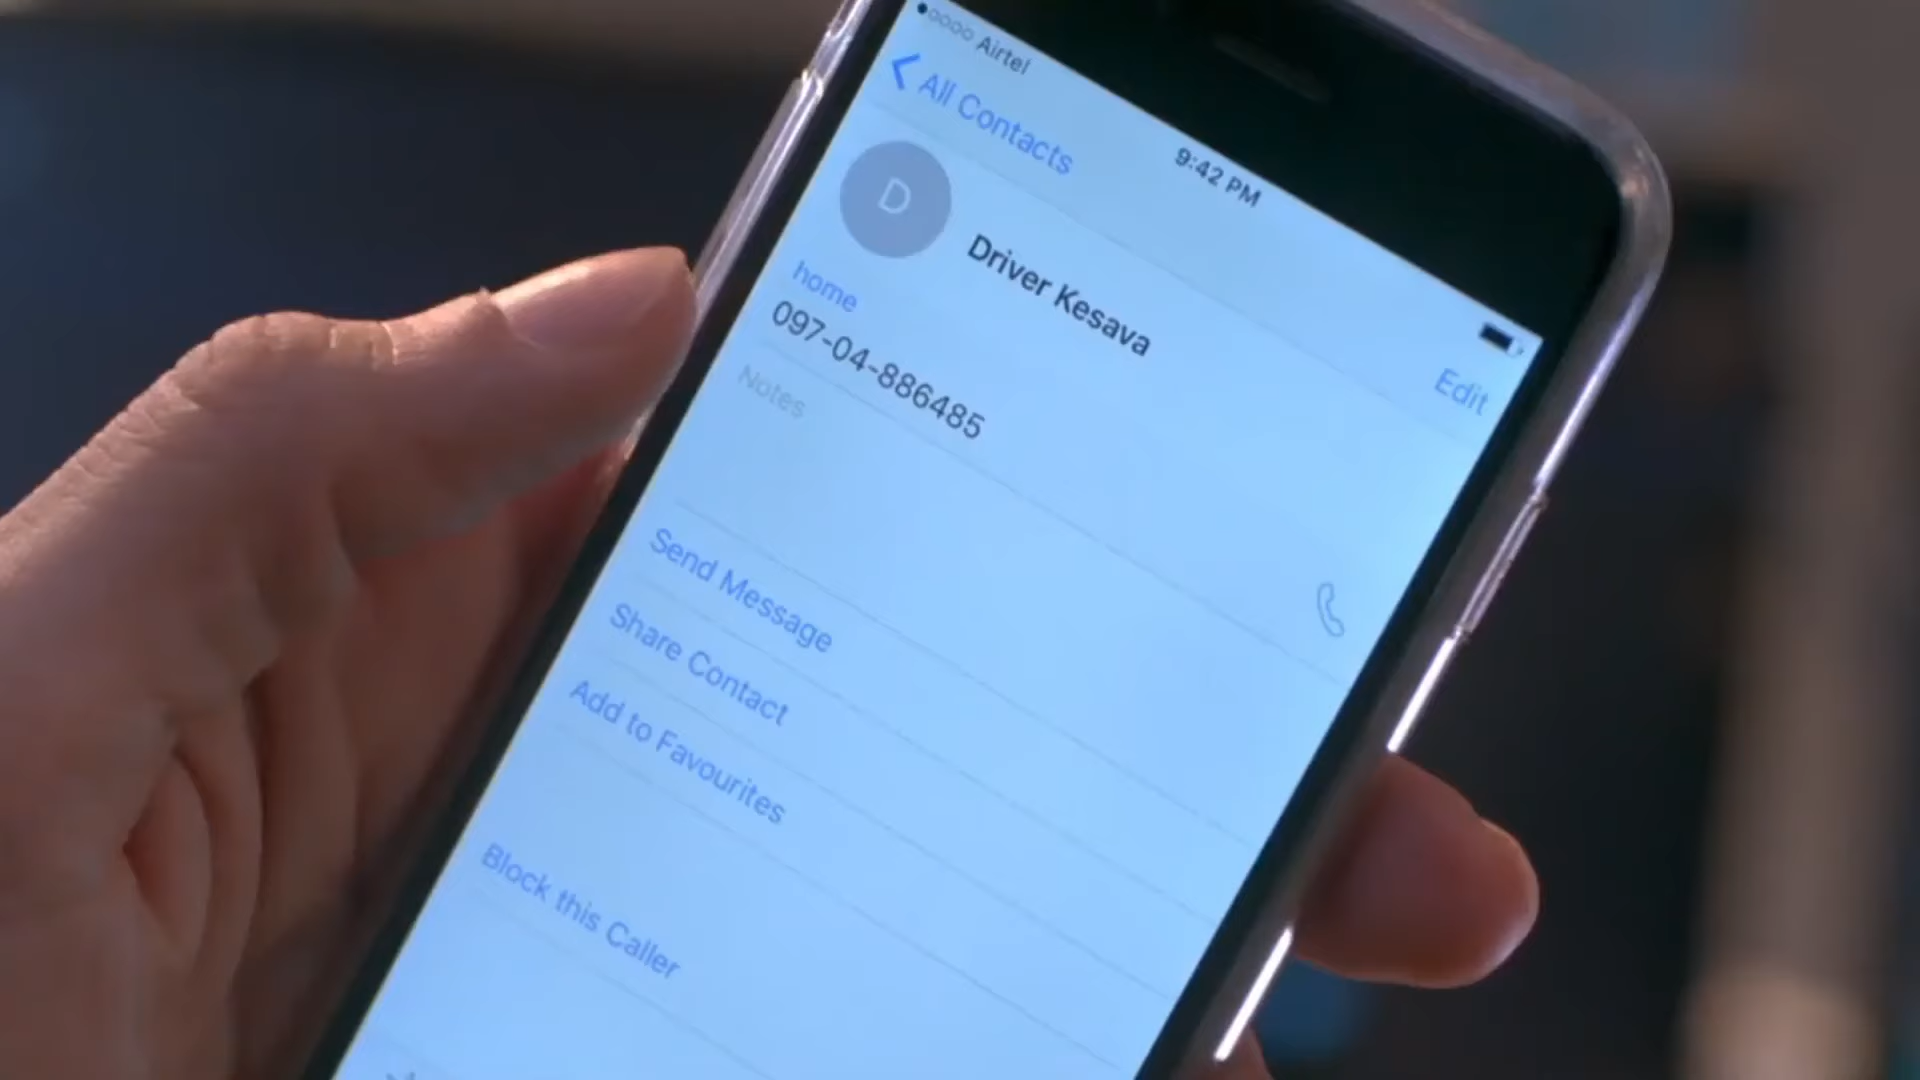 Airtel
9:42 PM
All Contacts
Edit
D
Driver Kesava
home
097-04-886485
Notes
Send Message
Share Contact
Add to Favourites
Block this Caller